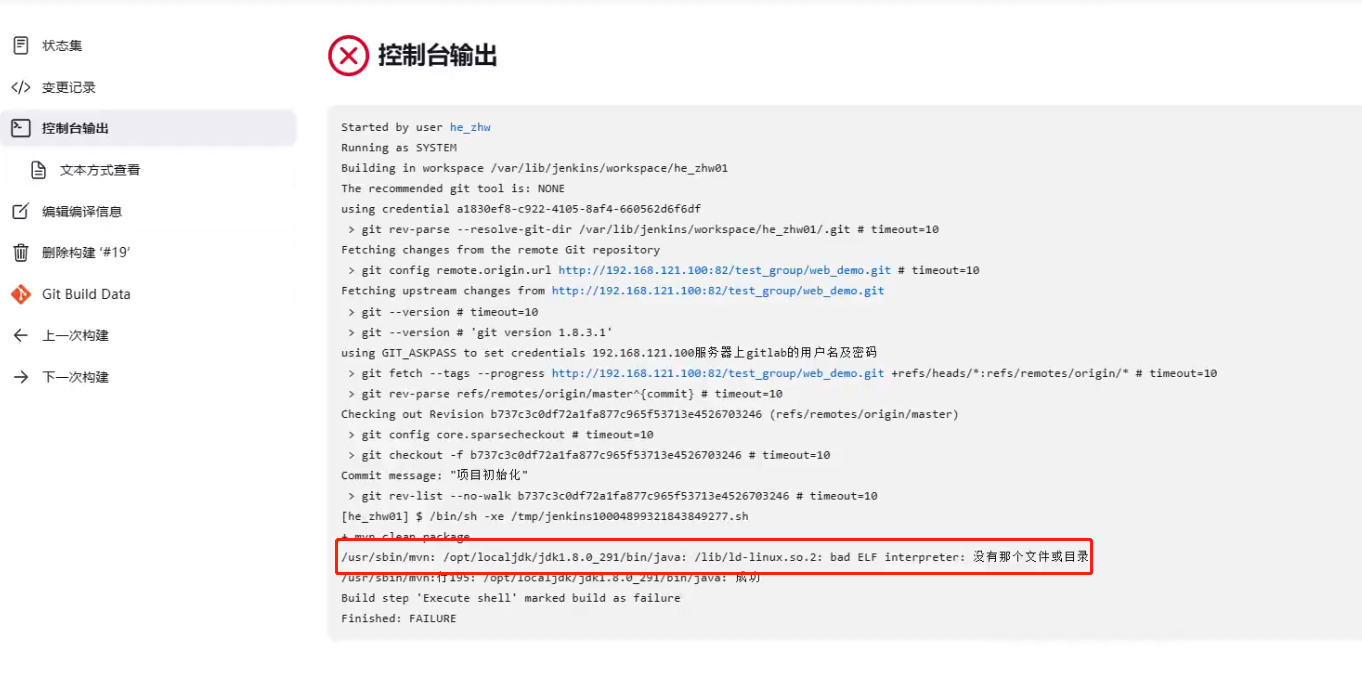 状态集
变更记录
控制台输出
文本方式查看
编辑编译信息
删除构建 ‘#19’
Git Build Data
上一次构建
下一次构建
控制台输出
Started by user he_zhw
Running as SYSTEM
Building in workspace /var/lib/jenkins/workspace/he_zhw01
The recommended git tool is: NONE
using credential a1830ef8-c922-4105-8af4-660562d6f6df
> git rev-parse --resolve-git-dir /var/lib/jenkins/workspace/he_zhw01/.git # timeout=10
Fetching changes from the remote Git repository
> git config remote.origin.url http://192.168.121.100:82/test_group/web_demo.git # timeout=10
Fetching upstream changes from http://192.168.121.100:82/test_group/web_demo.git
> git --version # timeout=10
> git --version # 'git version 1.8.3.1'
using GIT_ASKPASS to set credentials 192.168.121.100服务器上gitlab的用户名及密码
> git fetch --tags --progress http://192.168.121.100:82/test_group/web_demo.git +refs/heads/*:refs/remotes/origin/* # timeout=10
> git rev-parse refs/remotes/origin/master^{commit} # timeout=10
Checking out Revision b737c3c0df72a1fa877c965f53713e4526703246 (refs/remotes/origin/master)
> git config core.sparsecheckout # timeout=10
> git checkout -f b737c3c0df72a1fa877c965f53713e4526703246 # timeout=10
Commit message: "项目初始化"
> git rev-list --no-walk b737c3c0df72a1fa877c965f53713e4526703246 # timeout=10
[he_zhw01] $ /bin/sh -xe /tmp/jenkins10004899321843849277.sh
+ mvn clean package
/usr/sbin/mvn: /opt/localjdk/jdk1.8.0_291/bin/java: /lib/ld-linux.so.2: bad ELF interpreter: 没有那个文件或目录
/usr/sbin/mvn:行195: /opt/localjdk/jdk1.8.0_291/bin/java: 成功
Build step 'Execute shell' marked build as failure
Finished: FAILURE